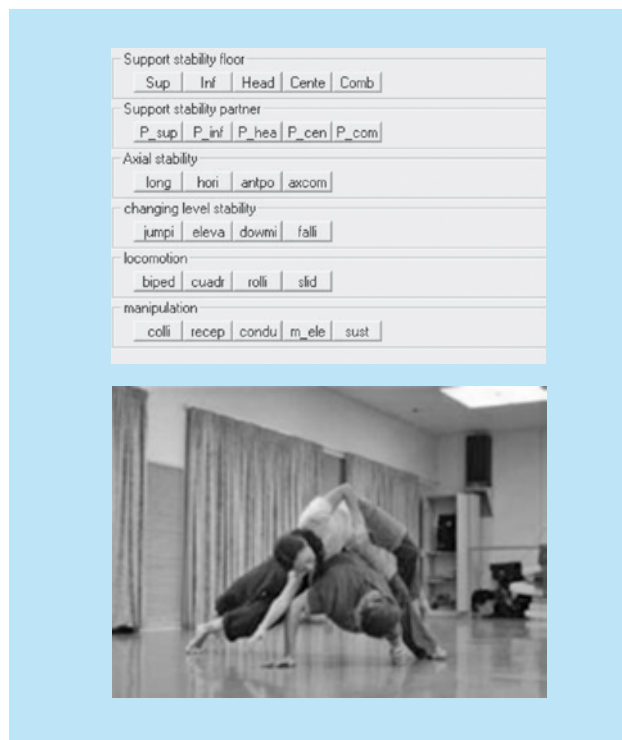 Support stability floor
Sup Inf Head Cente Comb
Support stability partner
P_sup P_inf P_hea P_cen P_com
Axial stability
long hori antpo axcom
changing level stability
jumpi eleva dowmi falli
locomotion
biped cuadr rolli slid
manipulation
colli recep condu m_ele sust